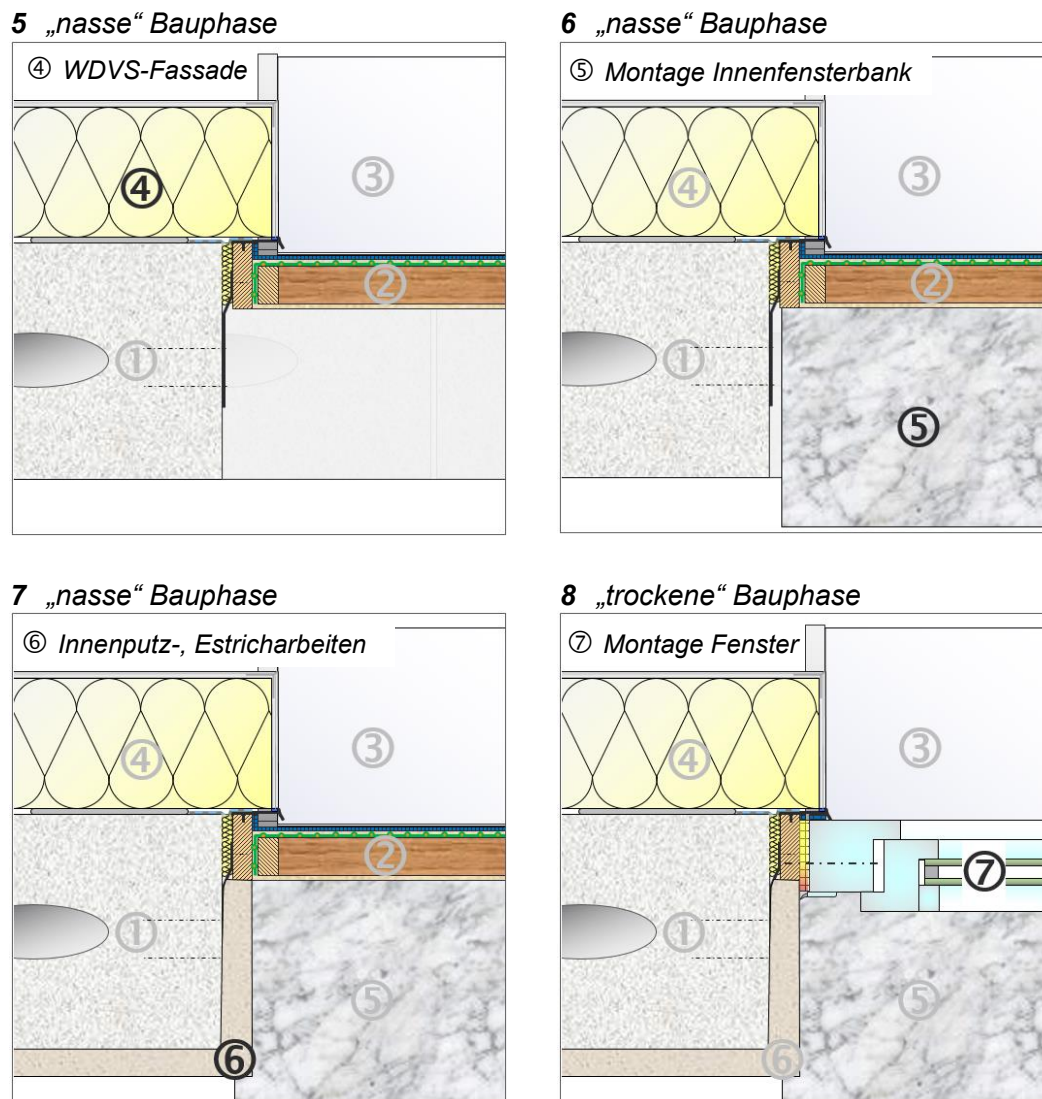 5 „nasse“ Bauphase
④ WDVS-Fassade
④
③
②
①
6 „nasse“ Bauphase
⑤ Montage Innenfensterbank
④
③
②
①
⑤
7 „nasse“ Bauphase
⑥ Innenputz-, Estricharbeiten
④
③
②
①
⑤
⑥
8 „trockene“ Bauphase
⑦ Montage Fenster
④
③
⑦
①
⑤
⑥